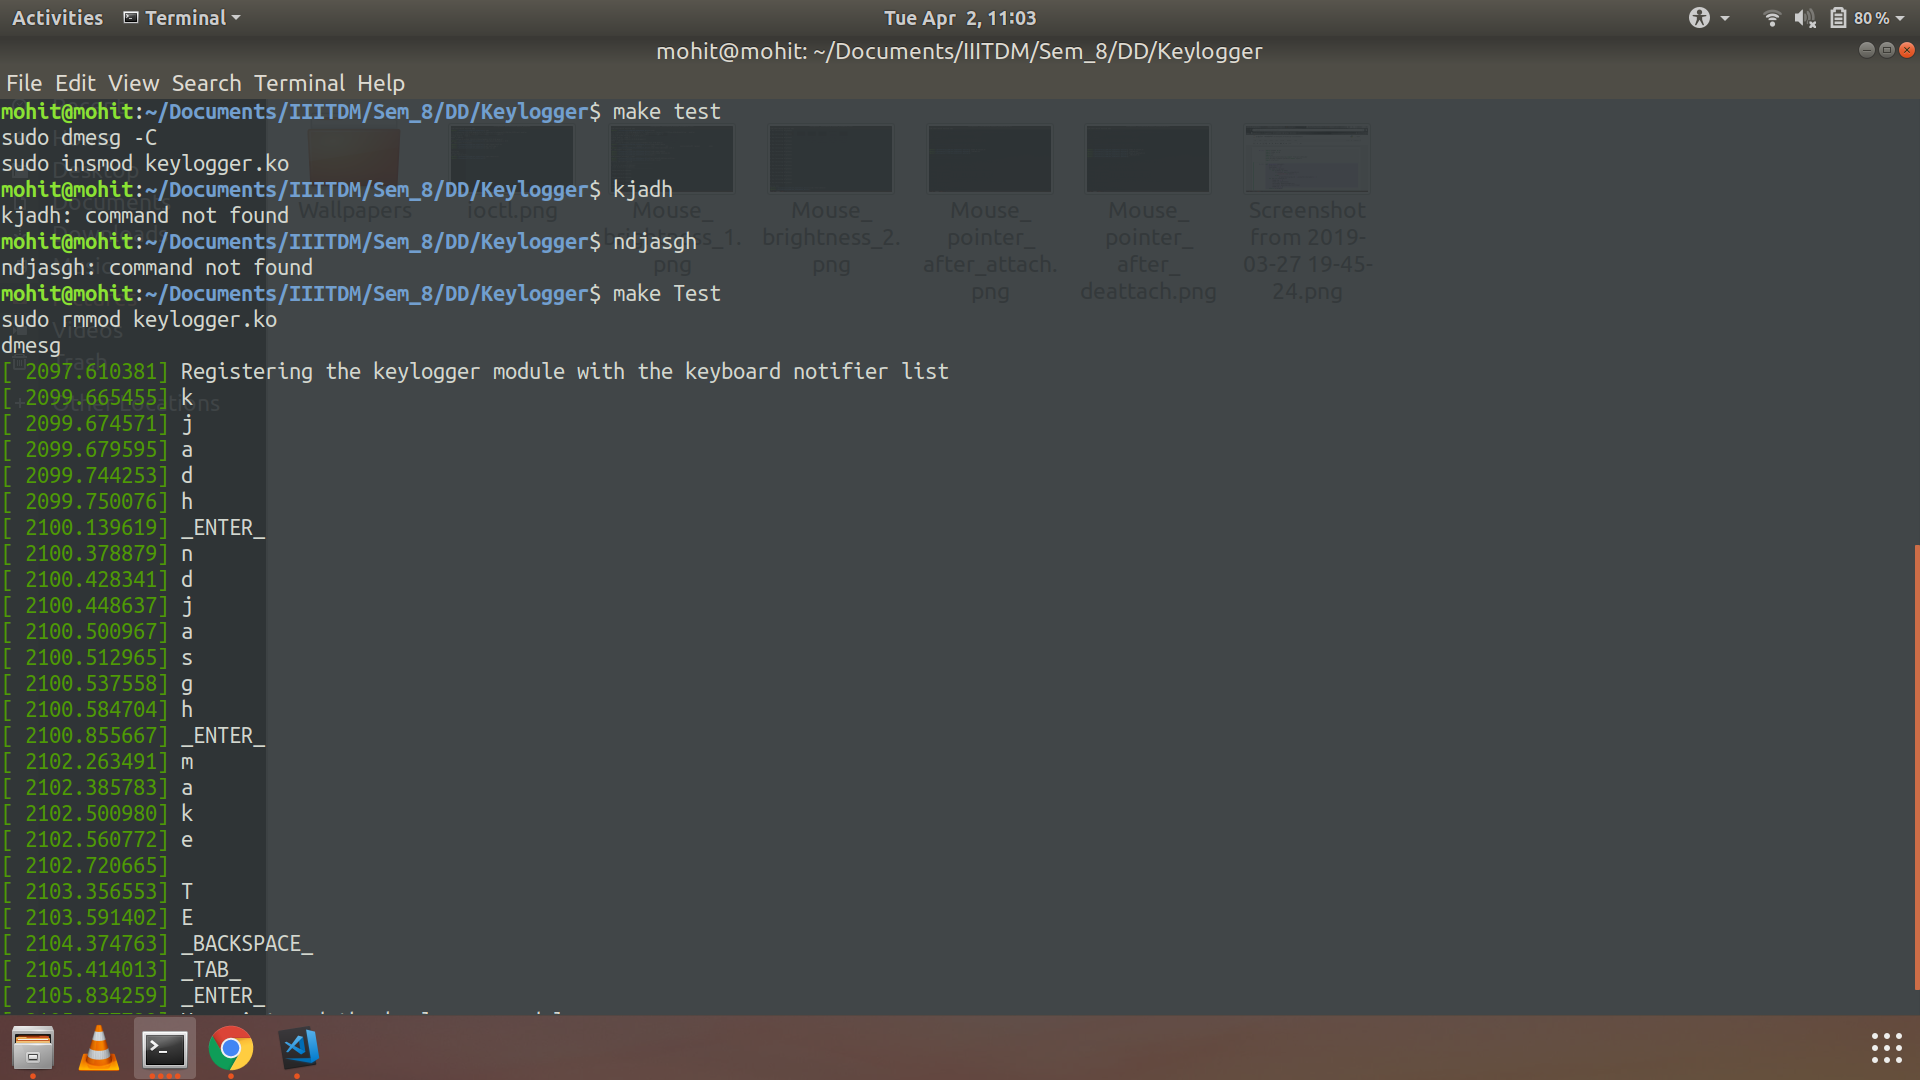 Activities Terminal Tue Apr 2, 11:03 80 %
mohit@mohit: ~/Documents/IIITDM/Sem_8/DD/Keylogger
File Edit View Search Terminal Help
mohit@mohit:~/Documents/IIITDM/Sem_8/DD/Keylogger$ make test
sudo dmesg -C
sudo insmod keylogger.ko
mohit@mohit:~/Documents/IIITDM/Sem_8/DD/Keylogger$ kjadh
kjadh: command not found
mohit@mohit:~/Documents/IIITDM/Sem_8/DD/Keylogger$ ndjasgh
ndjasgh: command not found
mohit@mohit:~/Documents/IIITDM/Sem_8/DD/Keylogger$ make Test
sudo rmmod keylogger.ko
dmesg
[ 2097.610381] Registering the keylogger module with the keyboard notifier list
[ 2099.665455] k
[ 2099.674571] j
[ 2099.679595] a
[ 2099.744253] d
[ 2099.750076] h
[ 2100.139619] _ENTER_
[ 2100.378879] n
[ 2100.428341] d
[ 2100.448637] j
[ 2100.500967] a
[ 2100.512965] s
[ 2100.537558] g
[ 2100.584704] h
[ 2100.855667] _ENTER_
[ 2102.263491] m
[ 2102.385783] a
[ 2102.500980] k
[ 2102.560772] e
[ 2102.720665]
[ 2103.356553] T
[ 2103.591402] E
[ 2104.374763] _BACKSPACE_
[ 2105.414013] _TAB_
[ 2105.834259] _ENTER_
Desktop
Documents
Downloads
Videos
Trash
+ Other Locations
Wallpapers
ioctl.png
Mouse_
brightness_1.
png
Mouse_
brightness_2.
png
Mouse_
pointer_
after_attach.
png
Mouse_
pointer_
after_
deattach.png
Screenshot
from 2019-
03-27 19-45-
24.png